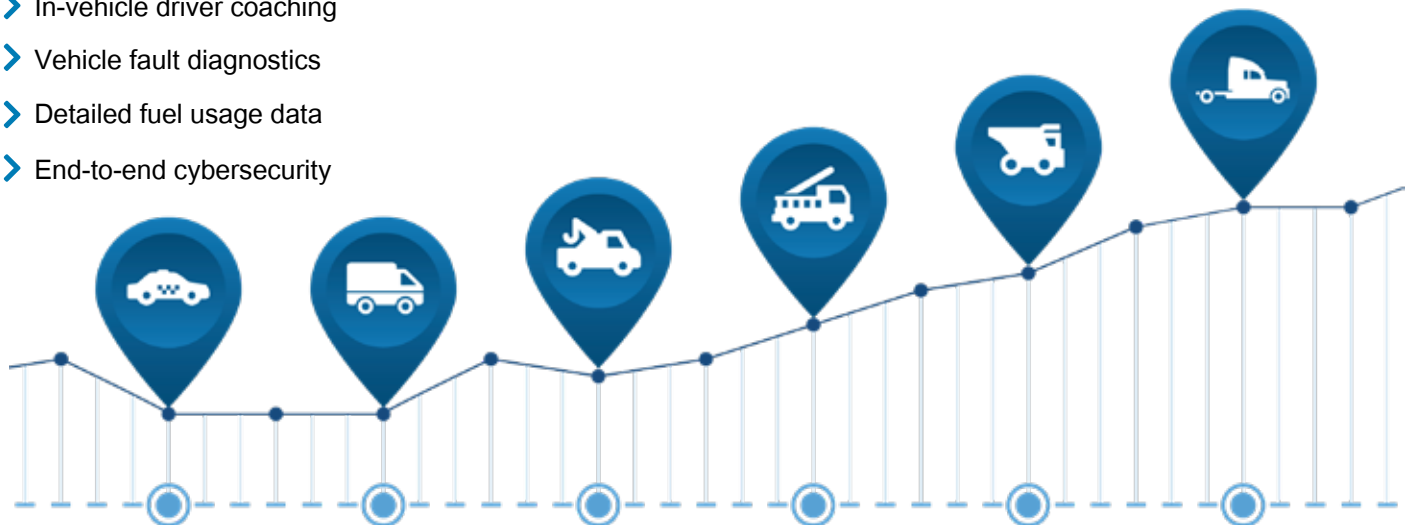 In-vehicle driver coaching
Vehicle fault diagnostics
Detailed fuel usage data
End-to-end cybersecurity